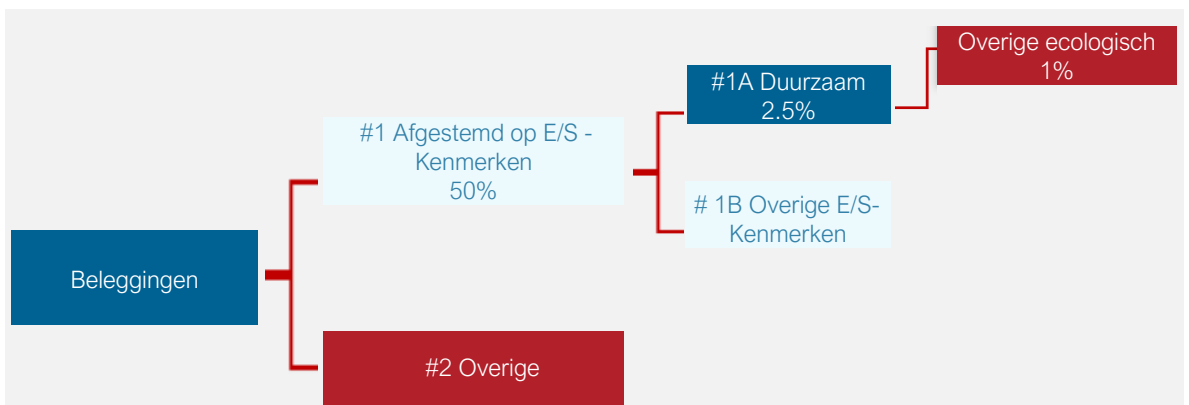 Beleggingen
#1 Afgestemd op E/S -
Kenmerken
50%
#2 Overige
#1A Duurzaam
2.5%
# 1B Overige E/S-
Kenmerken
Overige ecologisch
1%